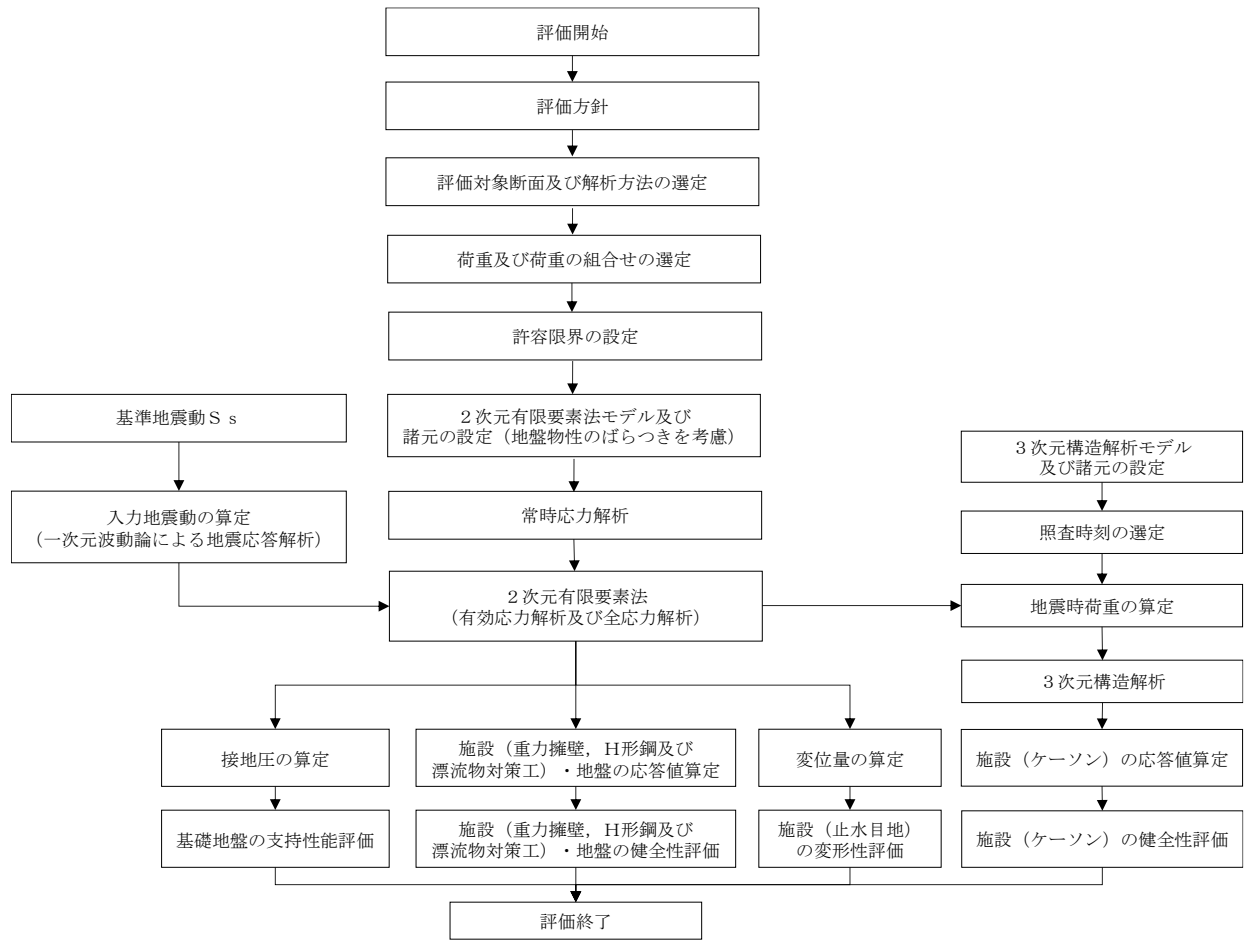 評価開始
評価方針
評価対象断面及び解析方法の選定
荷重及び荷重の組合せの選定
許容限界の設定
基準地震動Ｓｓ
２次元有限要素法モデル及び
諸元の設定（地盤物性のばらつきを考慮）
３次元構造解析モデル
及び諸元の設定
入力地震動の算定
（一次元波動論による地震応答解析）
常時応力解析
照査時刻の選定
２次元有限要素法
（有効応力解析及び全応力解析）
地震時荷重の算定
３次元構造解析
接地圧の算定
施設（重力擁壁，Ｈ形鋼及び
漂流物対策工）・地盤の応答値算定
変位量の算定
施設（ケーソン）の応答値算定
基礎地盤の支持性能評価
施設（重力擁壁，Ｈ形鋼及び
漂流物対策工）・地盤の健全性評価
施設（止水目地）
の変形性評価
施設（ケーソン）の健全性評価
評価終了